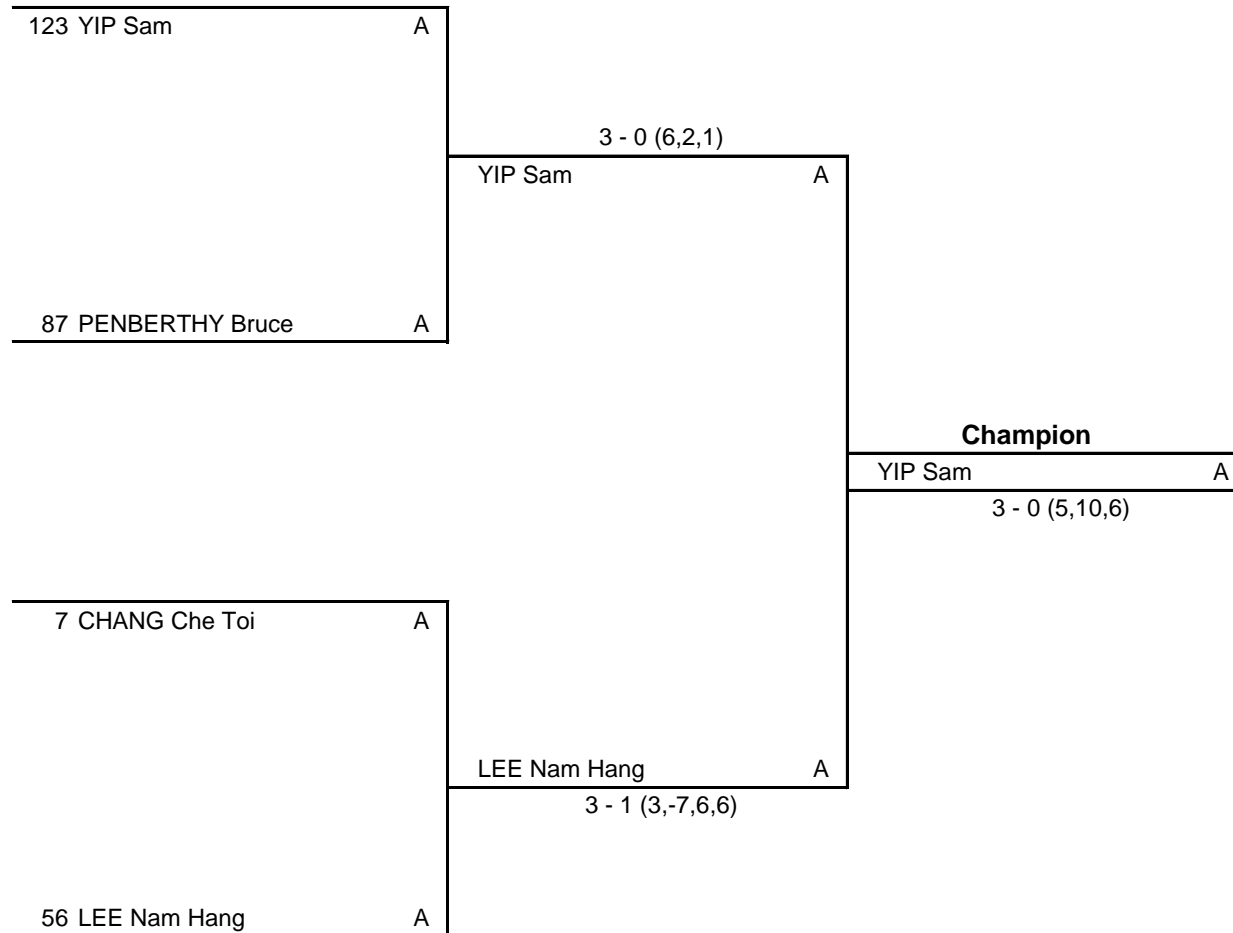 123 YIP Sam A
3 - 0 (6,2,1)
YIP Sam A
87 PENBERTHY Bruce A
Champion
YIP Sam A
3 - 0 (5,10,6)
7 CHANG Che Toi A
LEE Nam Hang A
3 - 1 (3,-7,6,6)
56 LEE Nam Hang A